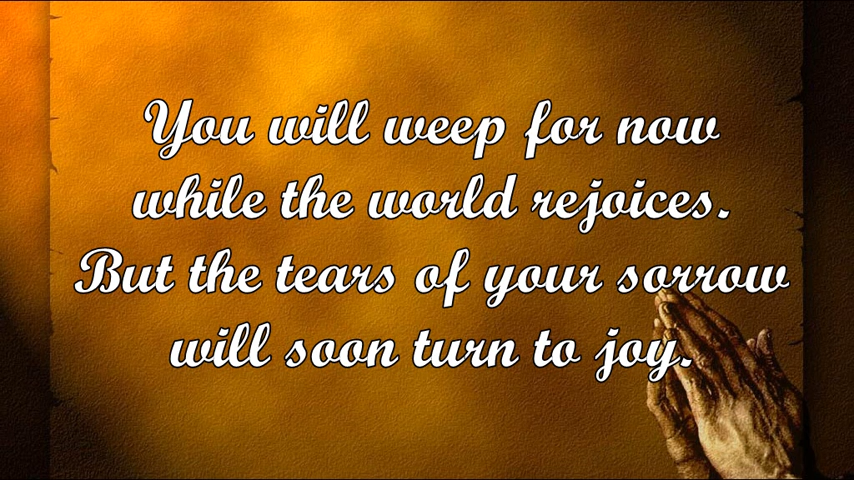 You will weep for now
while the world rejoices.
But the tears of your sorrow
will soon turn to joy.